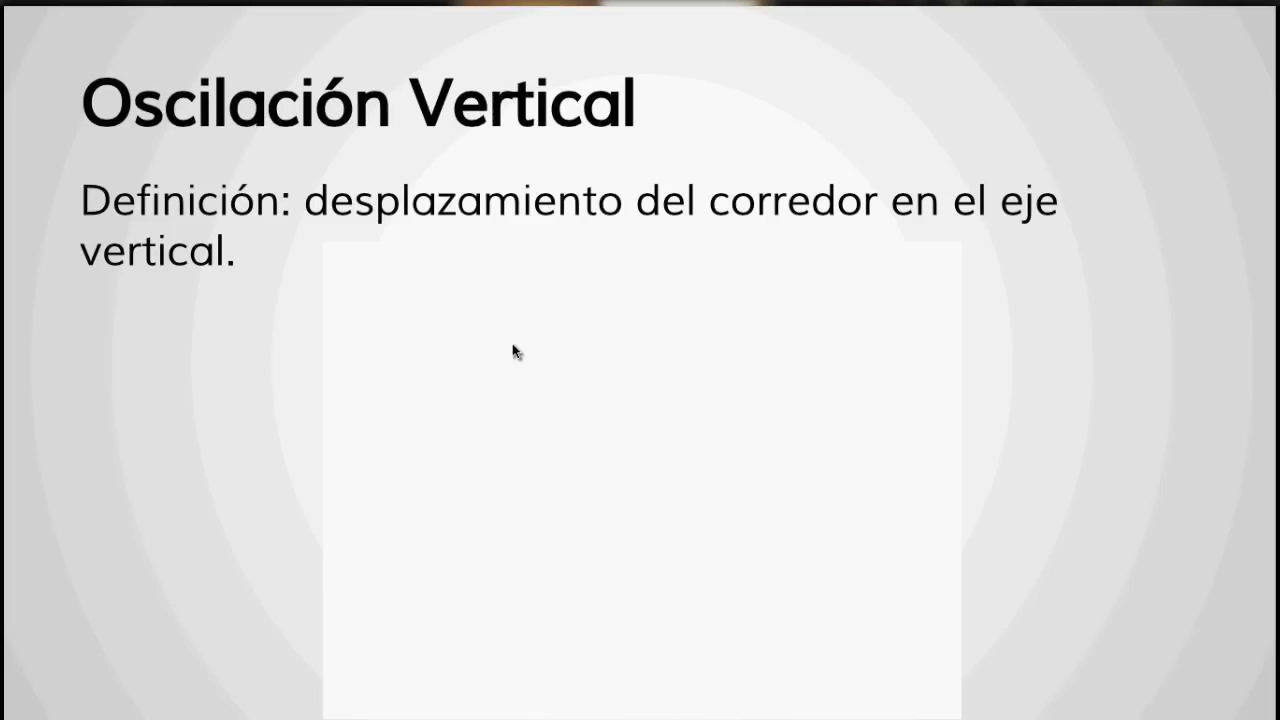 Oscilación Vertical
Definición: desplazamiento del corredor en el eje
vertical.